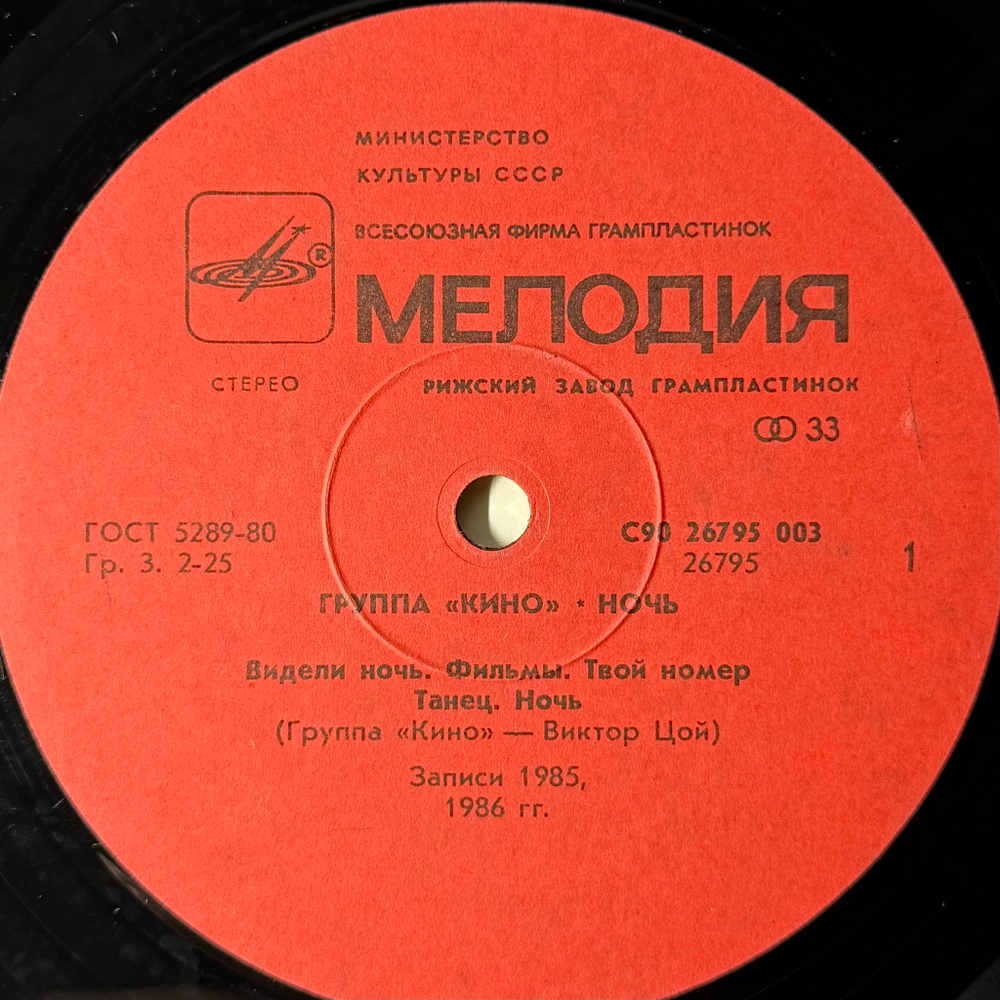 МИНИСТЕРСТВО
КУЛЬТУРЫ СССР
ВСЕСОЮЗНАЯ ФИРМА ГРАМПЛАСТИНОК
®
МЕЛОДИЯ
СТЕРЕО
РИЖСКИЙ ЗАВОД ГРАМПЛАСТИНОК
33
ГОСТ 5289-80
Гр. 3. 2-25
С90 26795 003
26795
1
ГРУППА «КИНО» * НОЧЬ
Видели ночь. Фильмы. Твой номер
Танец. Ночь
(Группа «Кино» — Виктор Цой)
Записи 1985,
1986 гг.